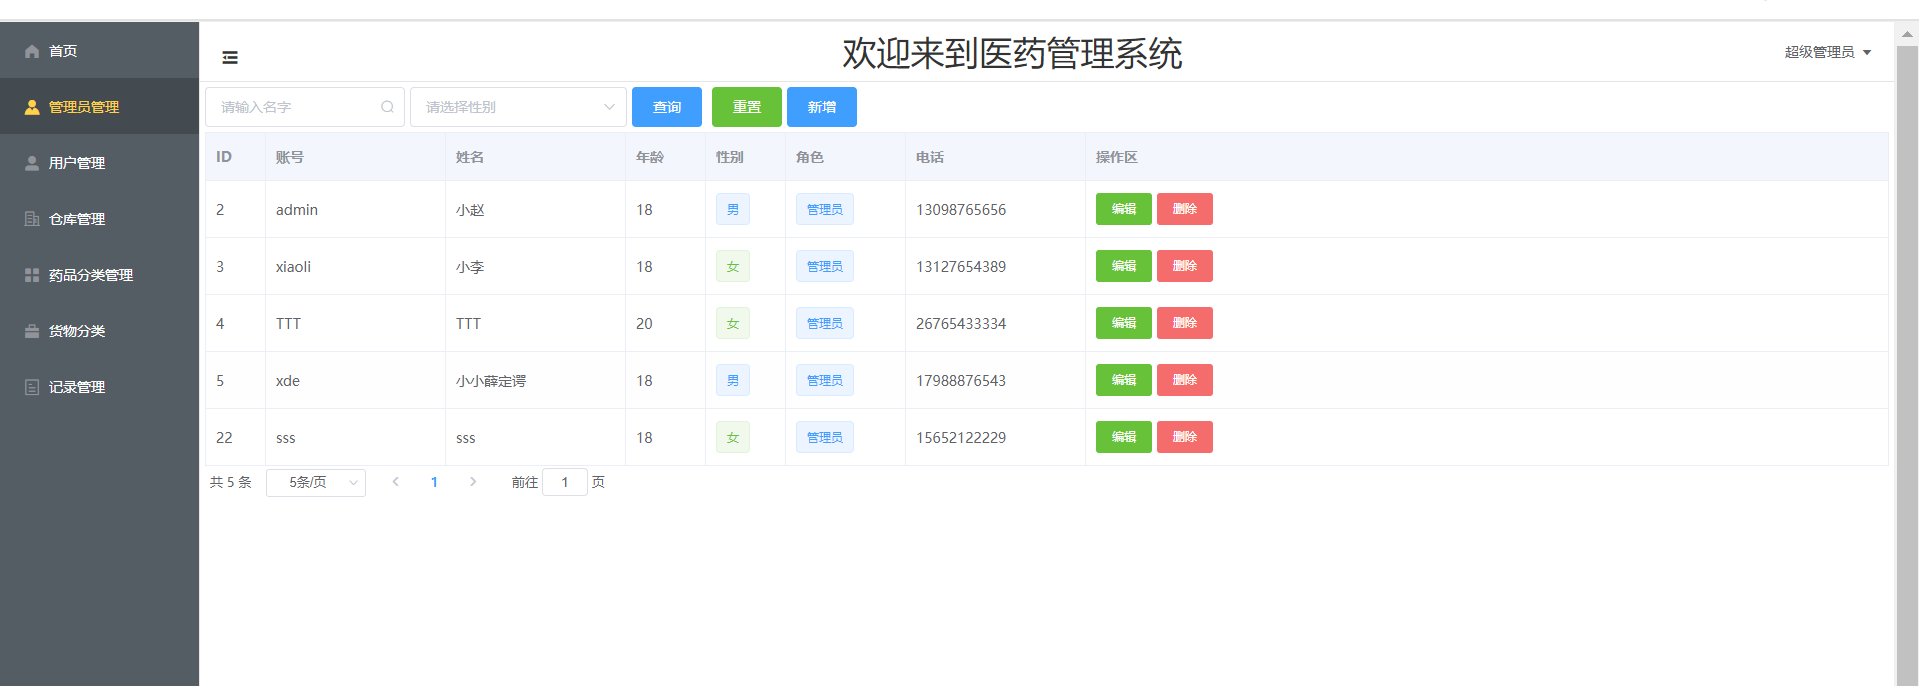 首页
管理员管理
用户管理
仓库管理
药品分类管理
货物分类
记录管理
欢迎来到医药管理系统
超级管理员
请输入名字 请选择性别 查询 重置 新增
ID 账号 姓名 年龄 性别 角色 电话 操作区
2 admin 小赵 18 男 管理员 13098765656 编辑 删除
3 xiaoli 小李 18 女 管理员 13127654389 编辑 删除
4 TTT TTT 20 女 管理员 26765433334 编辑 删除
5 xde 小小薛定谔 18 男 管理员 17988876543 编辑 删除
22 sss sss 18 女 管理员 15652122229 编辑 删除
共 5 条 5条/页 1 前往 1 页